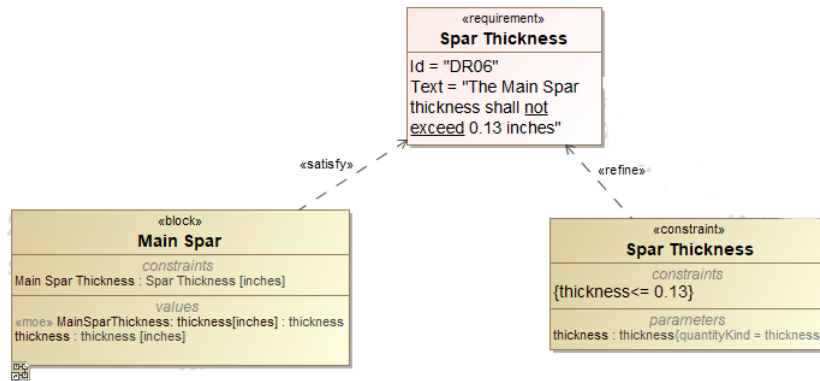 «requirement»
Spar Thickness
Id = "DR06"
Text = "The Main Spar
thickness shall not
exceed 0.13 inches"
«satisfy»
«refine»
«block»
Main Spar
constraints
Main Spar Thickness : Spar Thickness [inches]
values
«moe» MainSparThickness: thickness[inches] : thickness
thickness : thickness [inches]
«constraint»
Spar Thickness
constraints
{thickness<= 0.13}
parameters
thickness : thickness{quantityKind = thickness